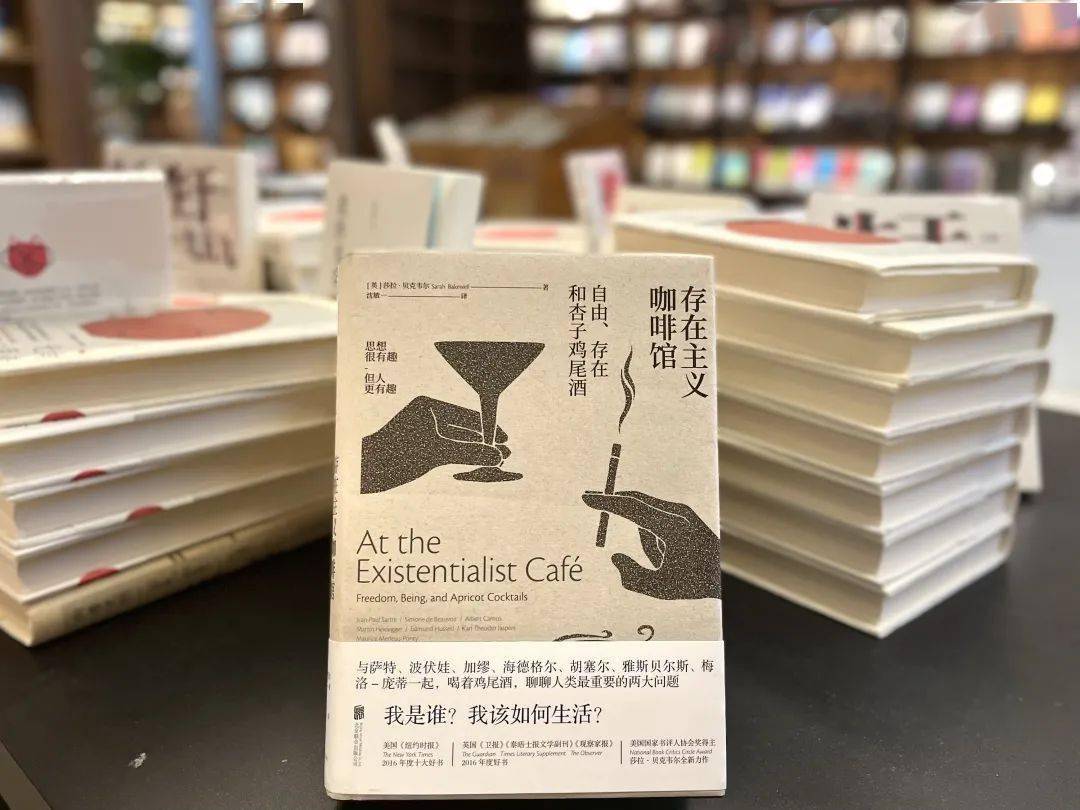 [英]莎拉·贝克韦尔 Sarah Bakewell 著
沈敏一 译
存在主义
咖啡馆
自由、存在
和杏子鸡尾酒
思想
很有趣
-
但人
更有趣
At the
Existentialist Café
Freedom, Being, and Apricot Cocktails
Jean-Paul Sartre / Simone de Beauvoir / Albert Camus
Martin Heidegger / Edmund Husserl / Karl Theodor Jaspers
Maurice Merleau-Ponty
与萨特、波伏娃、加缪、海德格尔、胡塞尔、雅斯贝尔斯、梅
洛－庞蒂一起，喝着鸡尾酒，聊聊人类最重要的两大问题
我是谁？我该如何生活？
美国《纽约时报》
The New York Times
2016年度十大好书
英国《卫报》《泰晤士报文学副刊》《观察家报》
The Guardian Times Literary Supplement The Observer
2016年度好书
美国国家书评人协会奖得主
National Book Critics Circle Award
莎拉·贝克韦尔全新力作